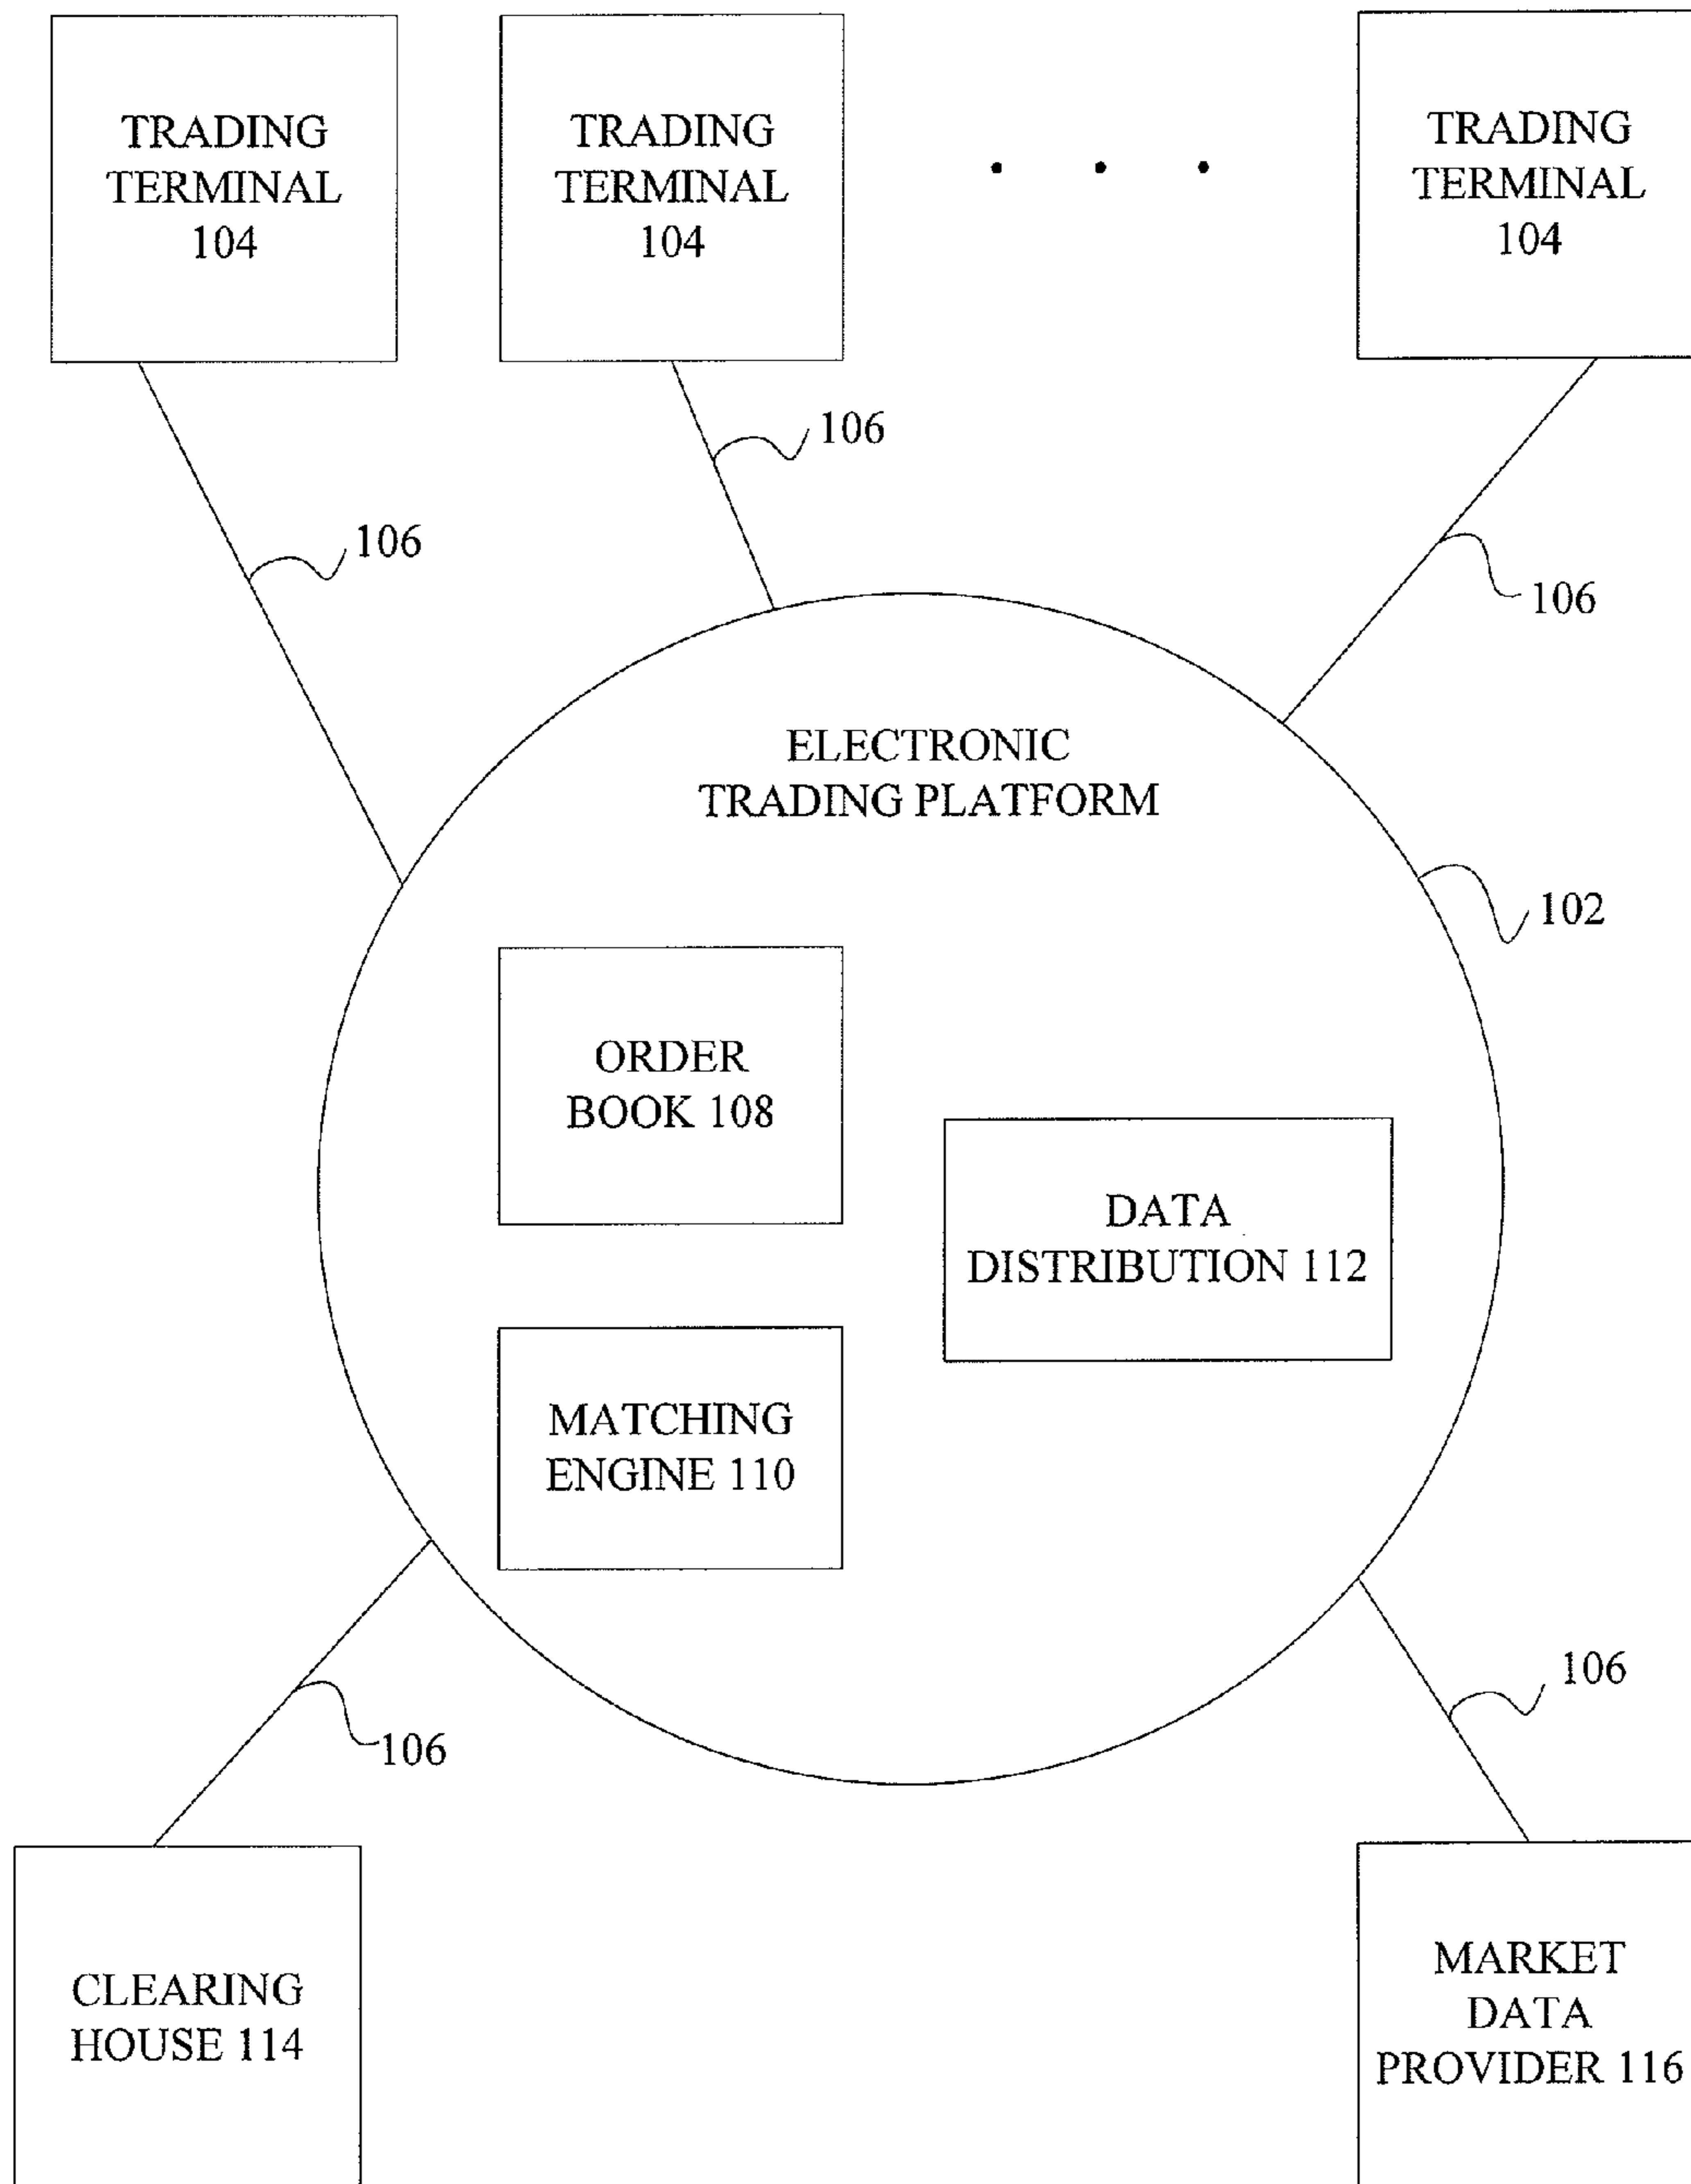 TRADING
TERMINAL
104
TRADING
TERMINAL
104
TRADING
TERMINAL
104
106
106
106
ELECTRONIC
TRADING PLATFORM
102
ORDER
BOOK 108
DATA
DISTRIBUTION 112
MATCHING
ENGINE 110
106
106
CLEARING
HOUSE 114
MARKET
DATA
PROVIDER 116